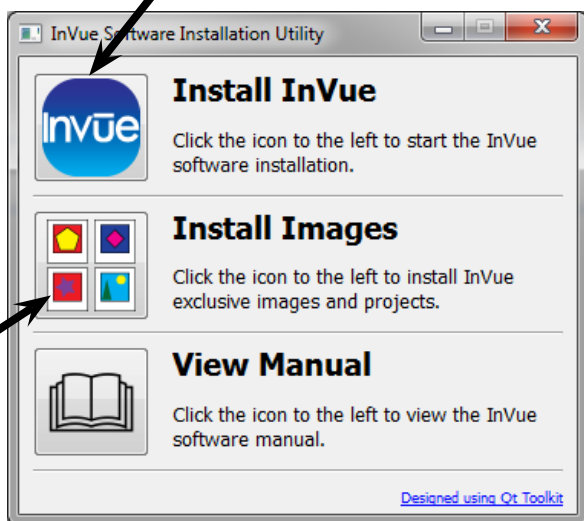 InVue Software Installation Utility
Invūe
Install InVue
Click the icon to the left to start the InVue
software installation.
Install Images
Click the icon to the left to install InVue
exclusive images and projects.
View Manual
Click the icon to the left to view the InVue
software manual.
Designed using Qt Toolkit